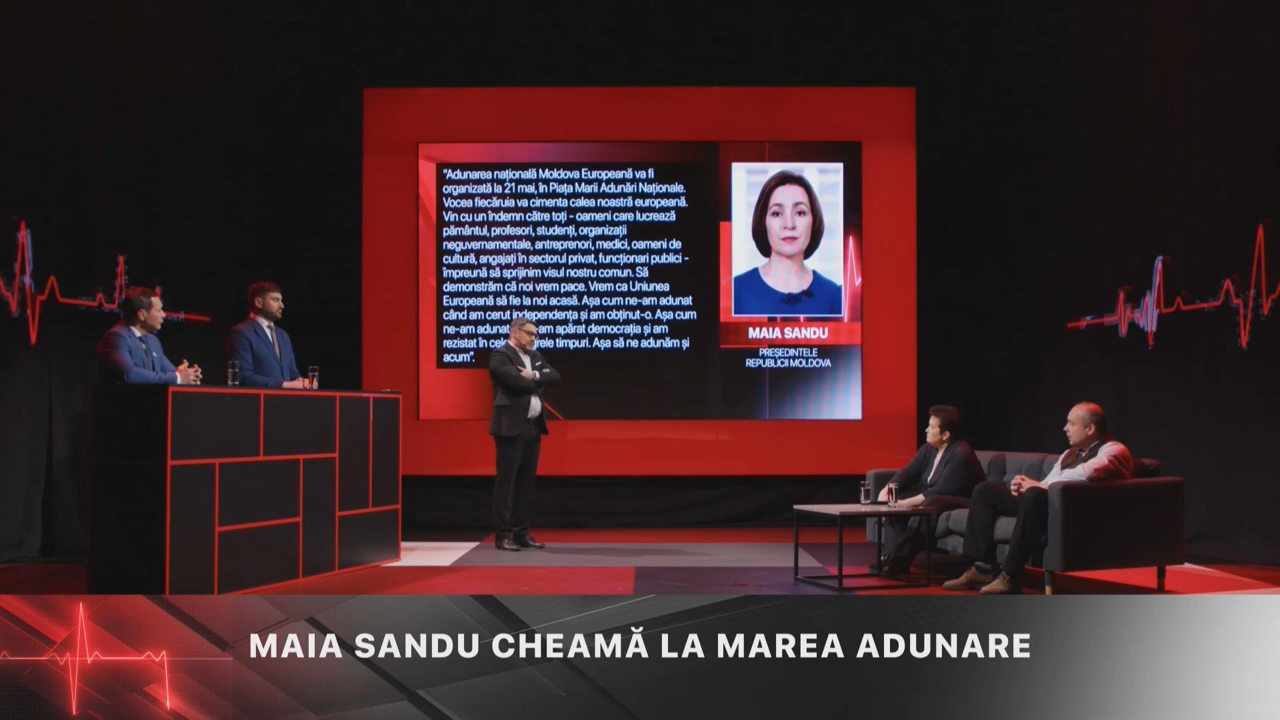 "Adunarea națională Moldova Europeană va fi
organizată la 21 mai, în Piața Marii Adunări Naționale.
Vocea fiecăruia va cimenta calea noastră europeană.
Vin cu un îndemn către toți - oameni care lucrează
pământul, profesori, studenți, organizații
neguvernamentale, antreprenori, medici, oameni de
cultură, angajați în sectorul privat, funcționari publici -
împreună să sprijinim visul nostru comun. Să
demonstrăm că noi vrem pace. Vrem ca Uniunea
Europeană să fie la noi acasă. Așa cum ne-am adunat
când am cerut independența și am obținut-o. Așa cum
ne-am adunat am apărat democrația și am
rezistat în timpuri. Așa să ne adunăm și
acum".
MAIA SANDU
PREȘEDINTELE
REPUBLICII MOLDOVA
MAIA SANDU CHEAMĂ LA MAREA ADUNARE